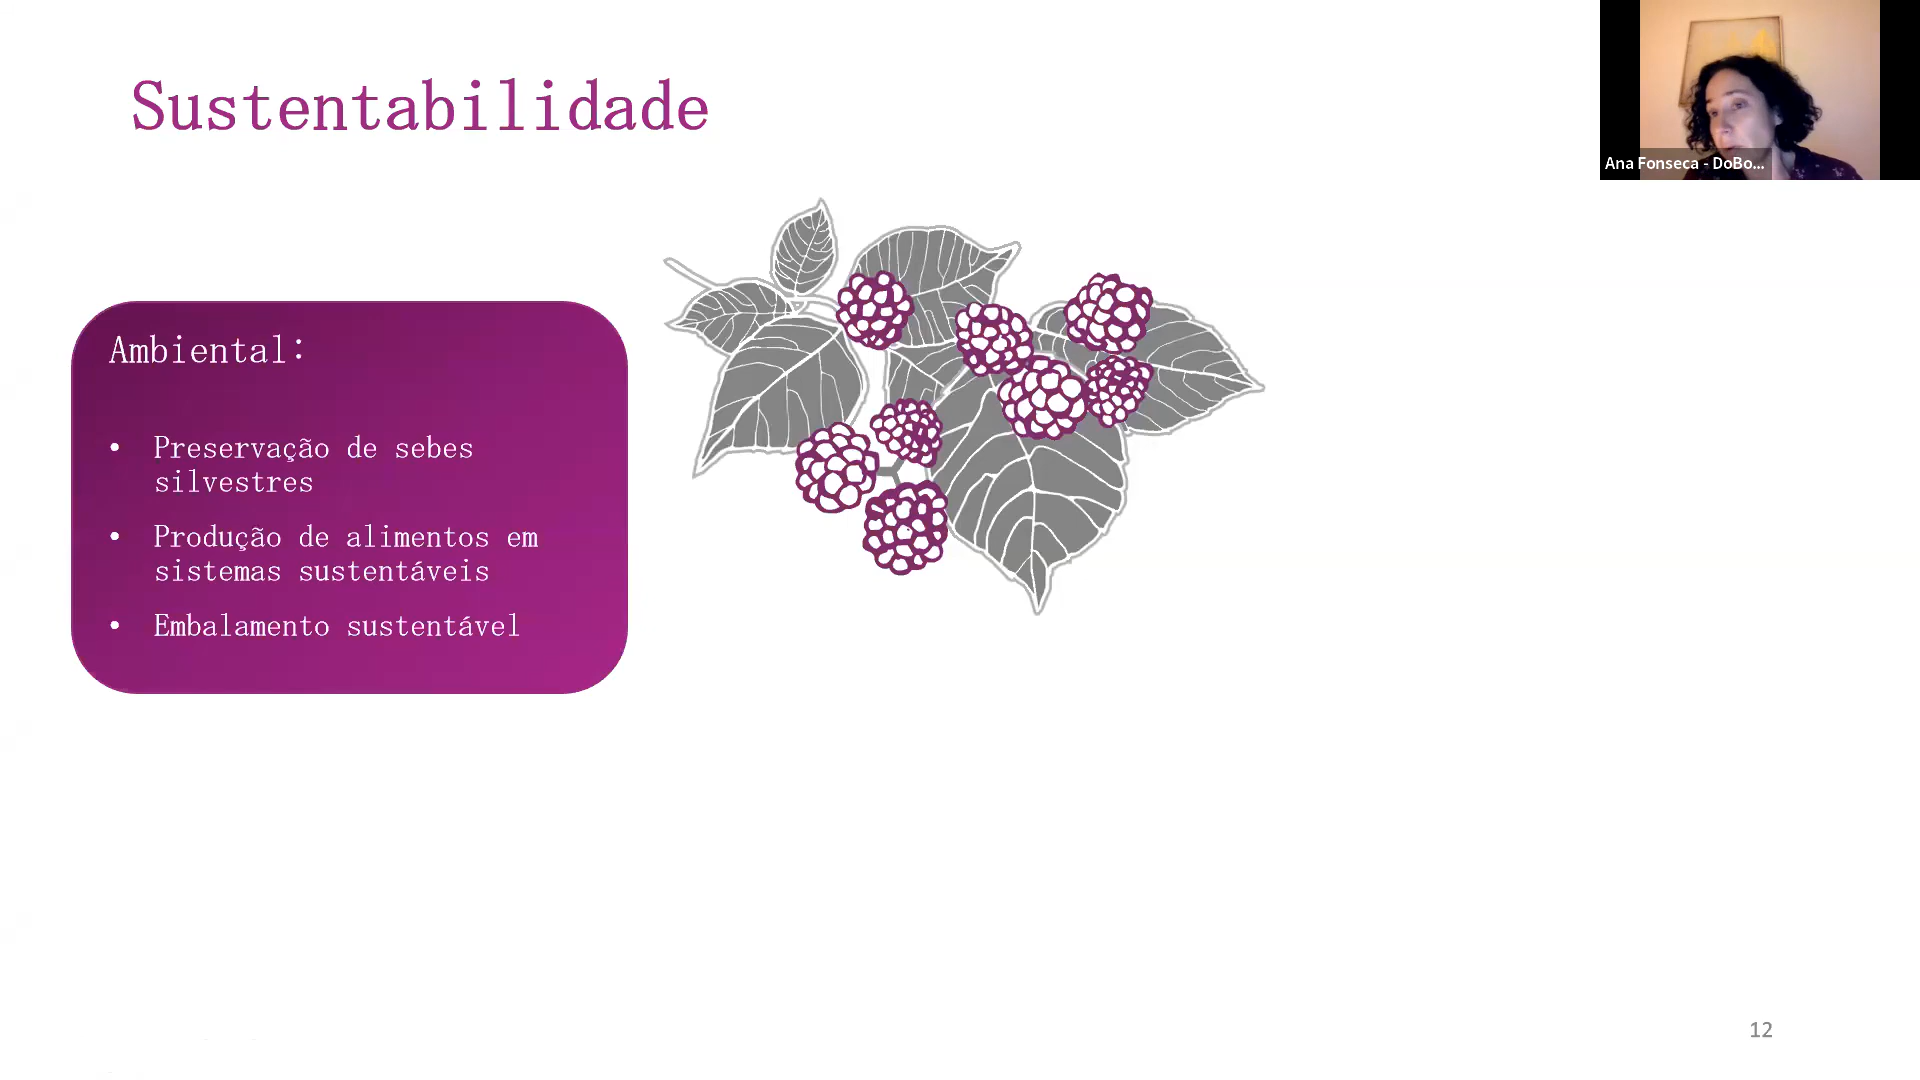 Sustentabilidade
Ana Fonseca - DoBo...
Ambiental:
• Preservação de sebes
silvestres
• Produção de alimentos em
sistemas sustentáveis
• Embalamento sustentável
12